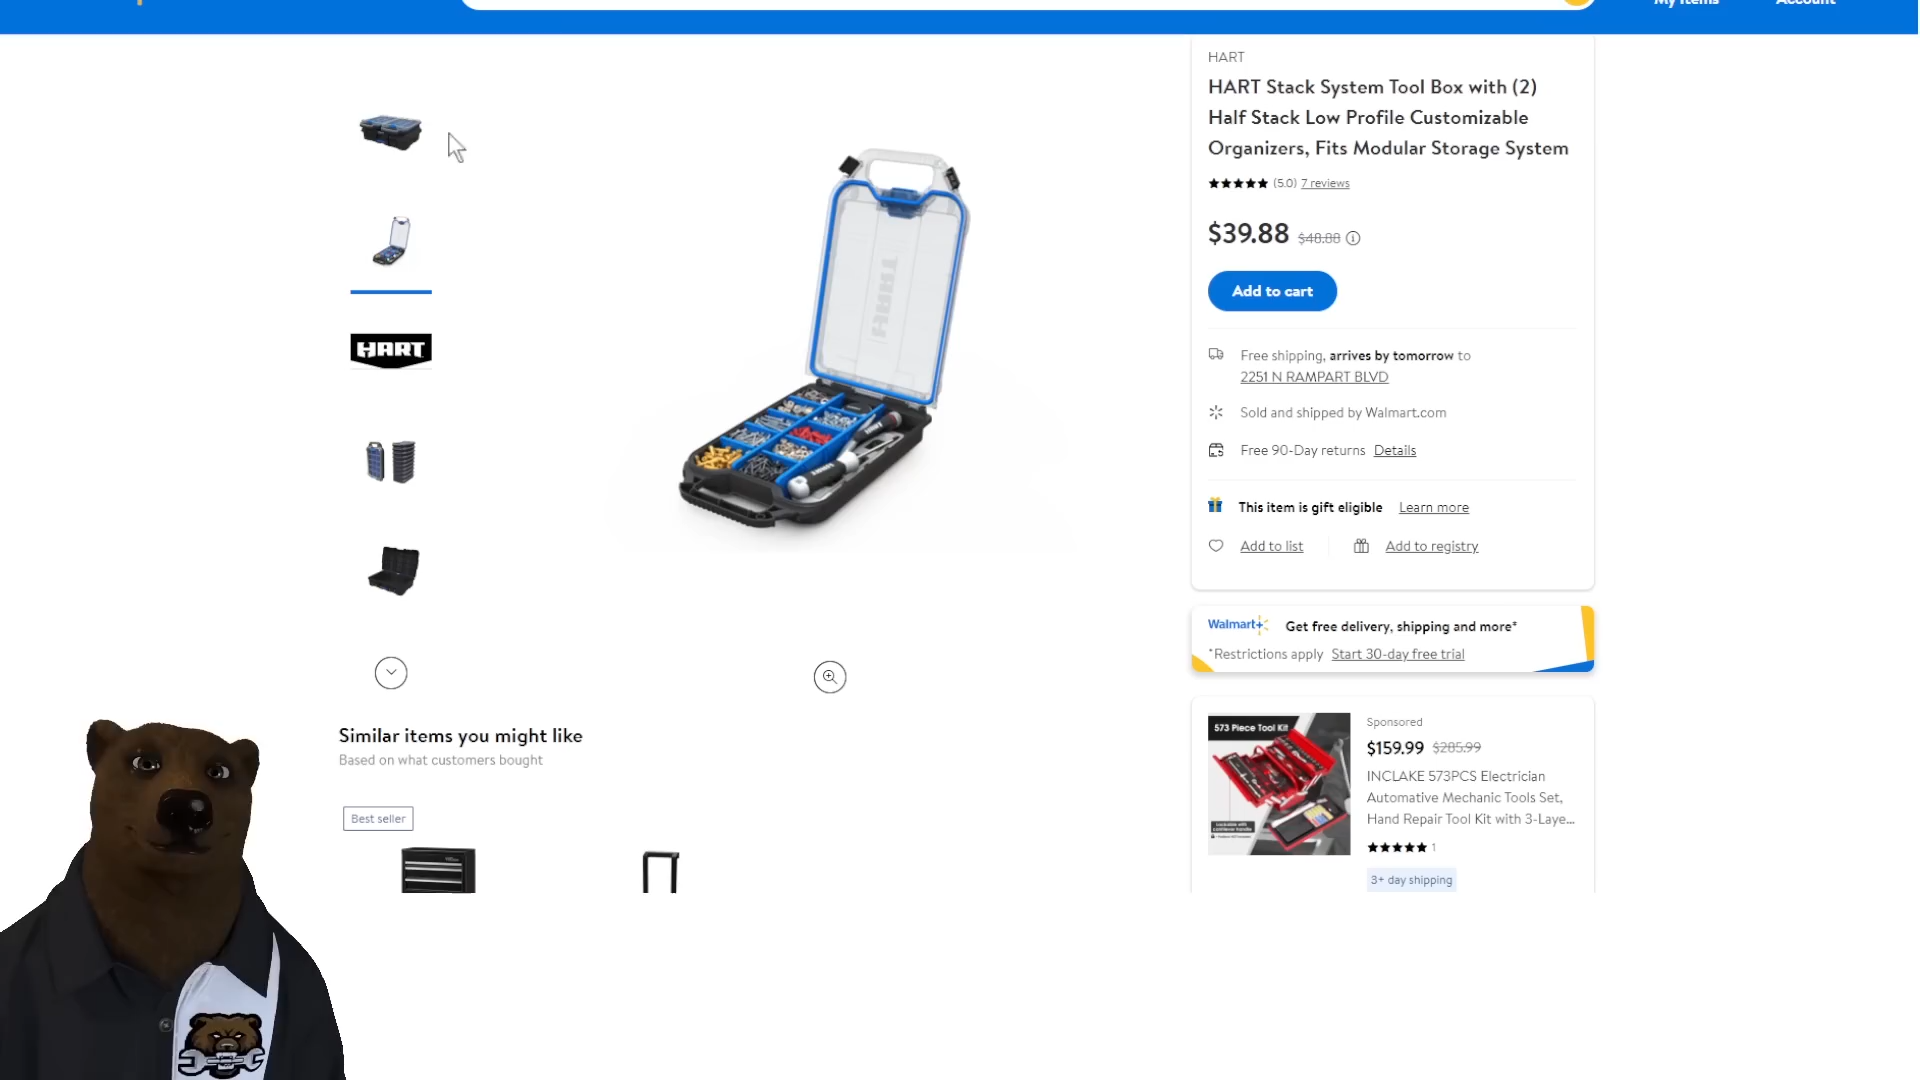 My Items
Account
HART
HART Stack System Tool Box with (2)
Half Stack Low Profile Customizable
Organizers, Fits Modular Storage System
(5.0) 7 reviews
$39.88 $48.88
Add to cart
Free shipping, arrives by tomorrow to
2251 N RAMPART BLVD
Sold and shipped by Walmart.com
Free 90-Day returns Details
This item is gift eligible Learn more
Add to list
Add to registry
Walmart+ Get free delivery, shipping and more*
*Restrictions apply Start 30-day free trial
HART
HART
Similar items you might like
Based on what customers bought
Best seller
573 Piece Tool Kit
Sponsored
$159.99 $285.99
INCLAKE 573PCS Electrician
Automotive Mechanic Tools Set,
Hand Repair Tool Kit with 3-Laye...
1
3+ day shipping